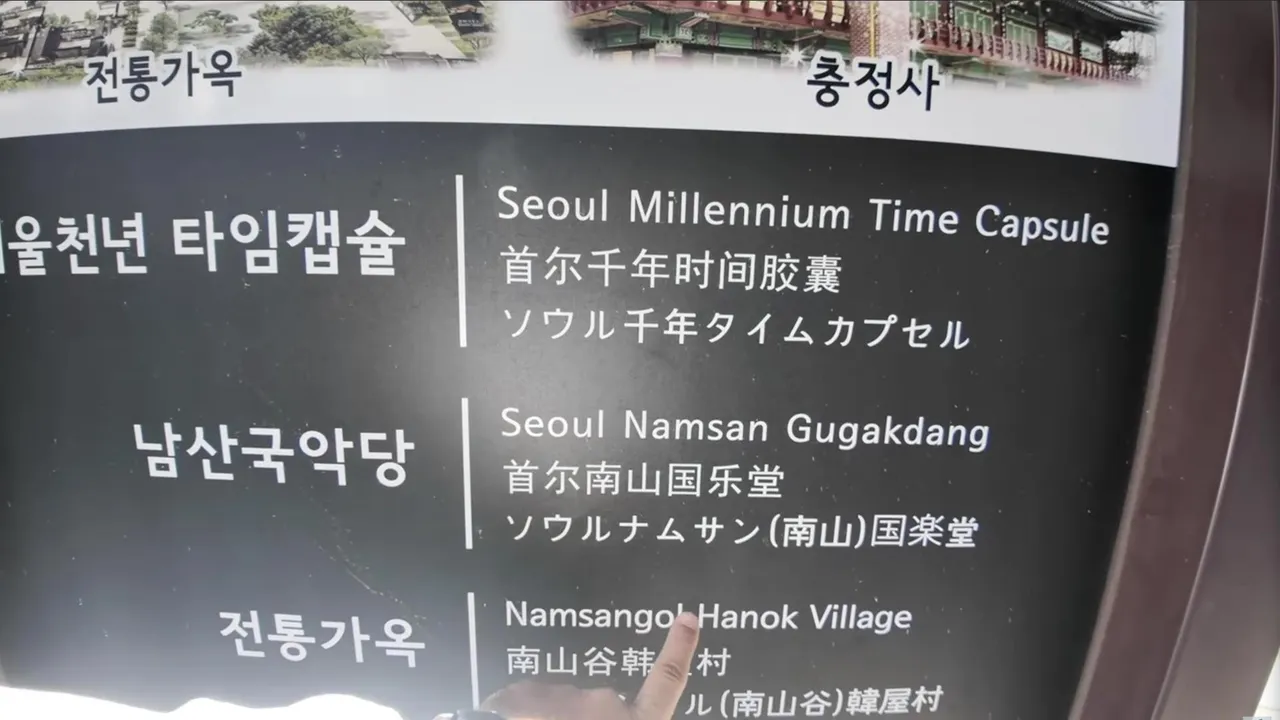 전통가옥
충정사
울천년 타임캡슐
Seoul Millennium Time Capsule
首尔千年时间胶囊
ソウル千年タイムカプセル
남산국악당
Seoul Namsan Gugakdang
首尔南山国乐堂
ソウルナムサン(南山)国楽堂
전통가옥
Namsangol Hanok Village
南山谷韩 村
ル(南山谷)韓屋村